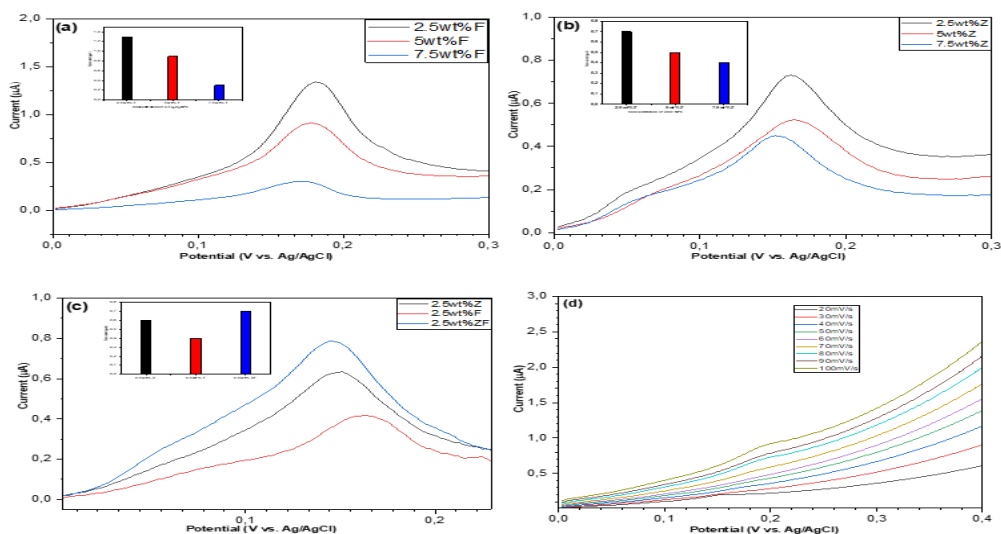 (a)
2.5wt%F
5wt%F
7.5wt%F
2,0
1,5
1,0
0,5
0,0
Current (µA)
0,0
0,1
0,2
0,3
Potential (V vs. Ag/AgCl)
(b)
2.5wt%Z
5wt%Z
7.5wt%Z
1,0
0,8
0,6
0,4
0,2
0,0
Current (µA)
0,0
0,1
0,2
0,3
Potential (V vs. Ag/AgCl)
(c)
2.5wt%Z
2.5wt%F
2.5wt%ZF
1,0
0,8
0,6
0,4
0,2
0,0
Current (µA)
0,1
0,2
Potential (V vs. Ag/AgCl)
(d)
20mV/s
30mV/s
40mV/s
50mV/s
60mV/s
70mV/s
80mV/s
90mV/s
100mV/s
3,0
2,5
2,0
1,5
1,0
0,5
Current (µA)
0,0
0,1
0,2
0,3
0,4
Potential (V vs. Ag/AgCl)